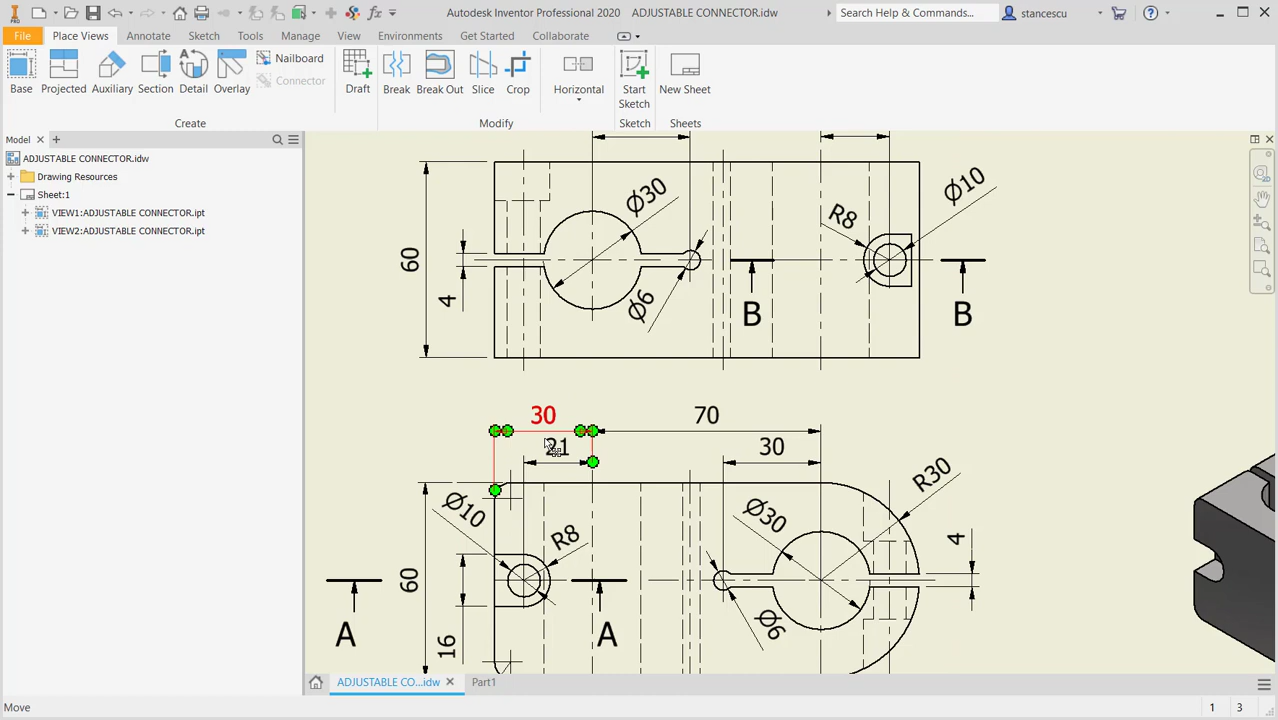 PRO
fx
Autodesk Inventor Professional 2020 ADJUSTABLE CONNECTOR.idw
Search Help & Commands...
stancescu
File Place Views Annotate Sketch Tools Manage View Environments Get Started Collaborate
Base Projected Auxiliary Section Detail Overlay
Nailboard
Connector
Draft
Break Break Out Slice Crop
Horizontal
Start
Sketch
New Sheet
Create Modify Sketch Sheets
Model
ADJUSTABLE CONNECTOR.idw
Drawing Resources
Sheet:1
VIEW1:ADJUSTABLE CONNECTOR.ipt
VIEW2:ADJUSTABLE CONNECTOR.ipt
Ø30
Ø10
R8
60
4
Ø6
B
B
30
70
21
30
R30
Ø10
Ø30
R8
4
60
Ø6
16
A
A
ADJUSTABLE CO...idw
Part1
Move
1 3